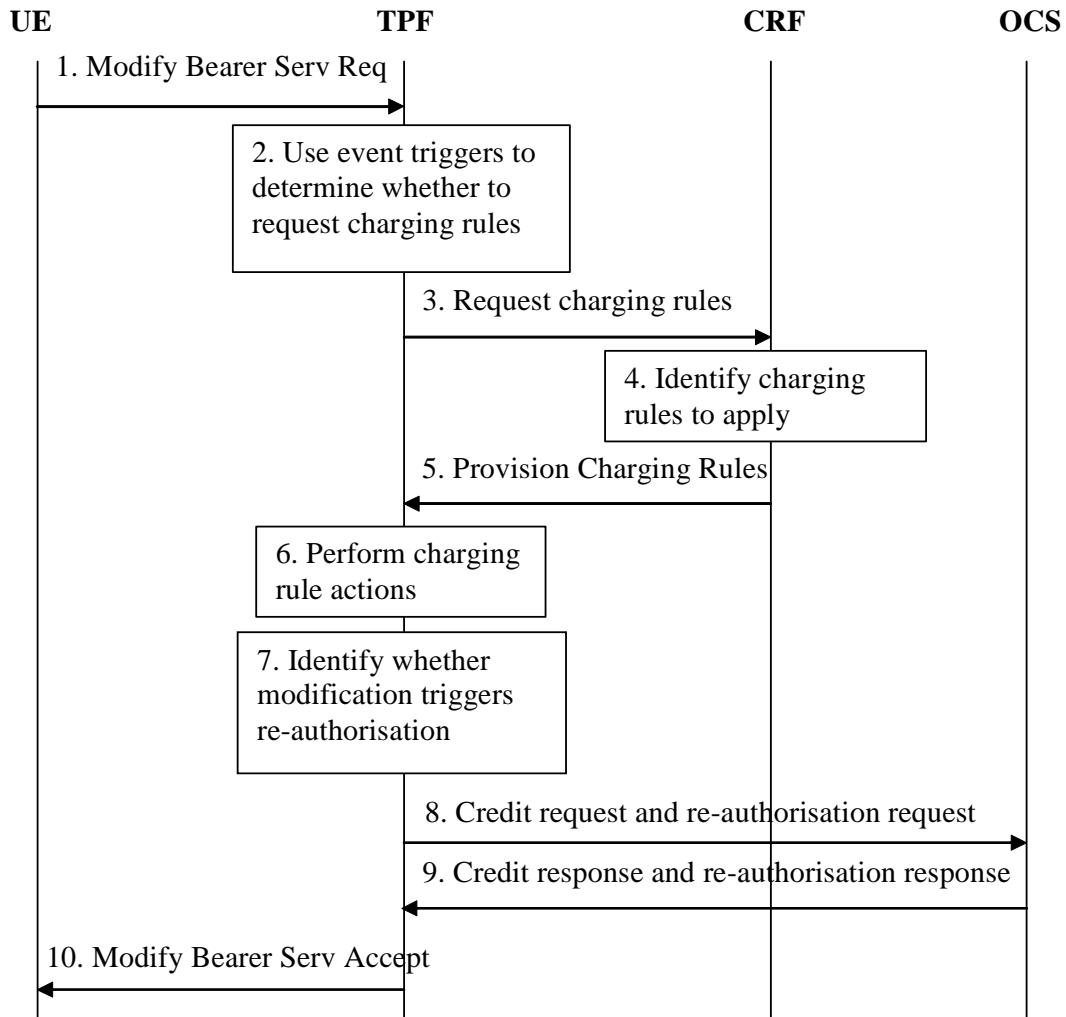 UE TPF CRF OCS
1. Modify Bearer Serv Req
2. Use event triggers to
determine whether to
request charging rules
3. Request charging rules
4. Identify charging
rules to apply
5. Provision Charging Rules
6. Perform charging
rule actions
7. Identify whether
modification triggers
re-authorisation
8. Credit request and re-authorisation request
9. Credit response and re-authorisation response
10. Modify Bearer Serv Accept